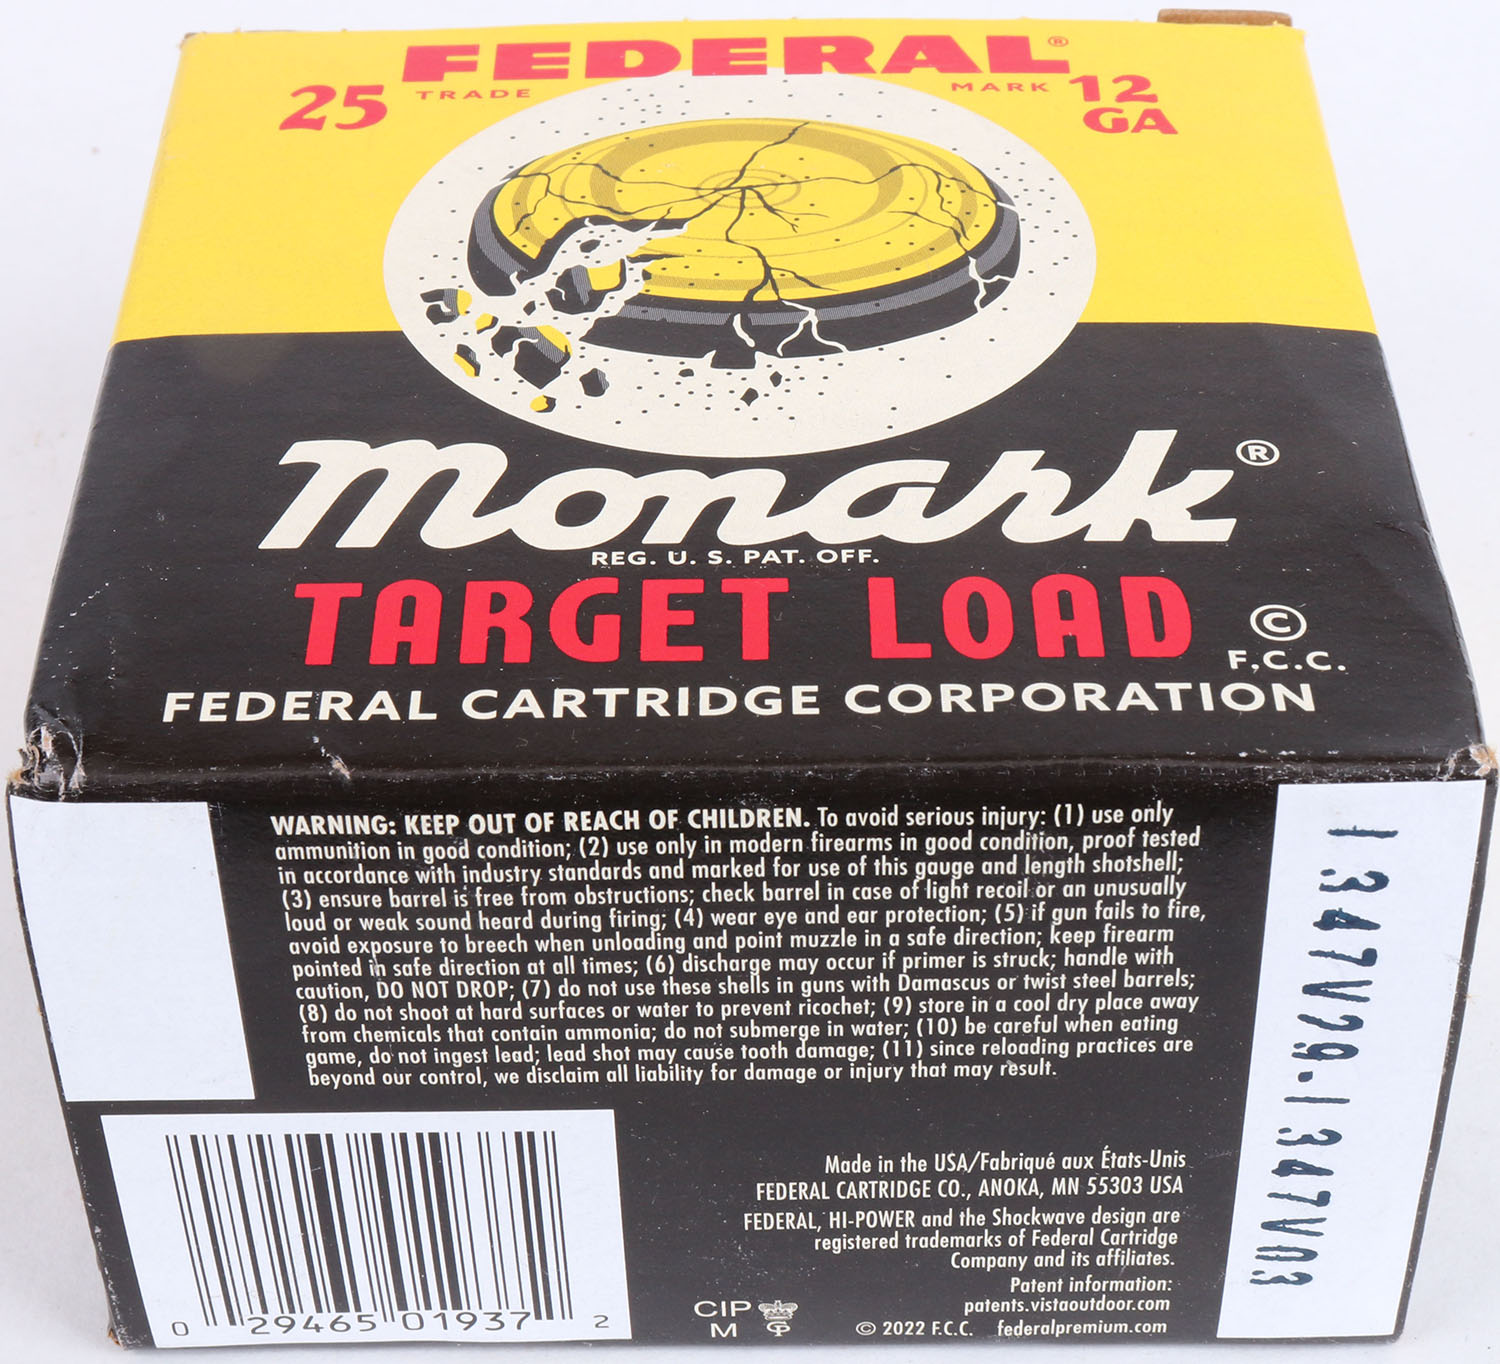 FEDERAL®
25 TRADE MARK 12
GA
Monark®
REG. U. S. PAT. OFF.
TARGET LOAD ©
F.C.C.
FEDERAL CARTRIDGE CORPORATION
WARNING: KEEP OUT OF REACH OF CHILDREN. To avoid serious injury: (1) use only
ammunition in good condition; (2) use only in modern firearms in good condition, proof tested
in accordance with industry standards and marked for use of this gauge and length shotshell;
(3) ensure barrel is free from obstructions; check barrel in case of light recoil or an unusually
loud or weak sound heard during firing; (4) wear eye and ear protection; (5) if gun fails to fire,
avoid exposure to breech when unloading and point muzzle in a safe direction; keep firearm
pointed in safe direction at all times; (6) discharge may occur if primer is struck; handle with
caution, DO NOT DROP; (7) do not use these shells in guns with Damascus or twist steel barrels;
(8) do not shoot at hard surfaces or water to prevent ricochet; (9) store in a cool dry place away
from chemicals that contain ammonia; do not submerge in water; (10) be careful when eating
game, do not ingest lead; lead shot may cause tooth damage; (11) since reloading practices are
beyond our control, we disclaim all liability for damage or injury that may result.
Made in the USA/Fabriqué aux États-Unis
FEDERAL CARTRIDGE CO., ANOKA, MN 55303 USA
FEDERAL, HI-POWER and the Shockwave design are
registered trademarks of Federal Cartridge
Company and its affiliates.
Patent information:
patents.vistaoutdoor.com
© 2022 F.C.C. federalpremium.com
CIP
M
0 29465 01937 2